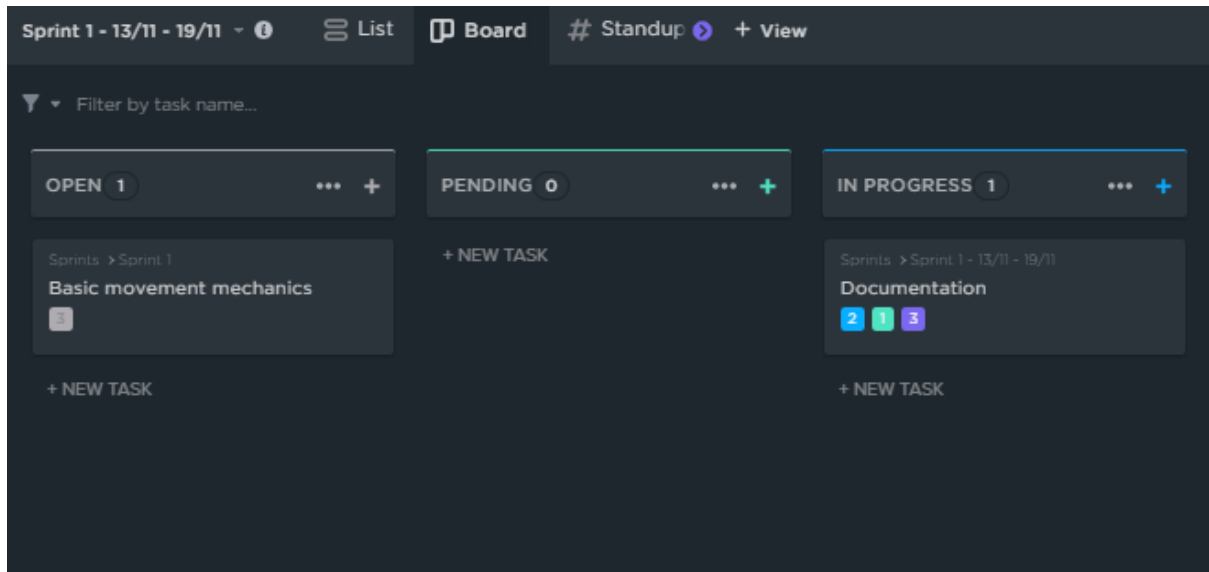 Sprint 1 - 13/11 - 19/11 List Board # Standup + View
Filter by task name...
OPEN 1
Sprints > Sprint 1
Basic movement mechanics
3
+ NEW TASK
PENDING 0
+ NEW TASK
IN PROGRESS 1
Sprints > Sprint 1 - 13/11 - 19/11
Documentation
2 1 3
+ NEW TASK